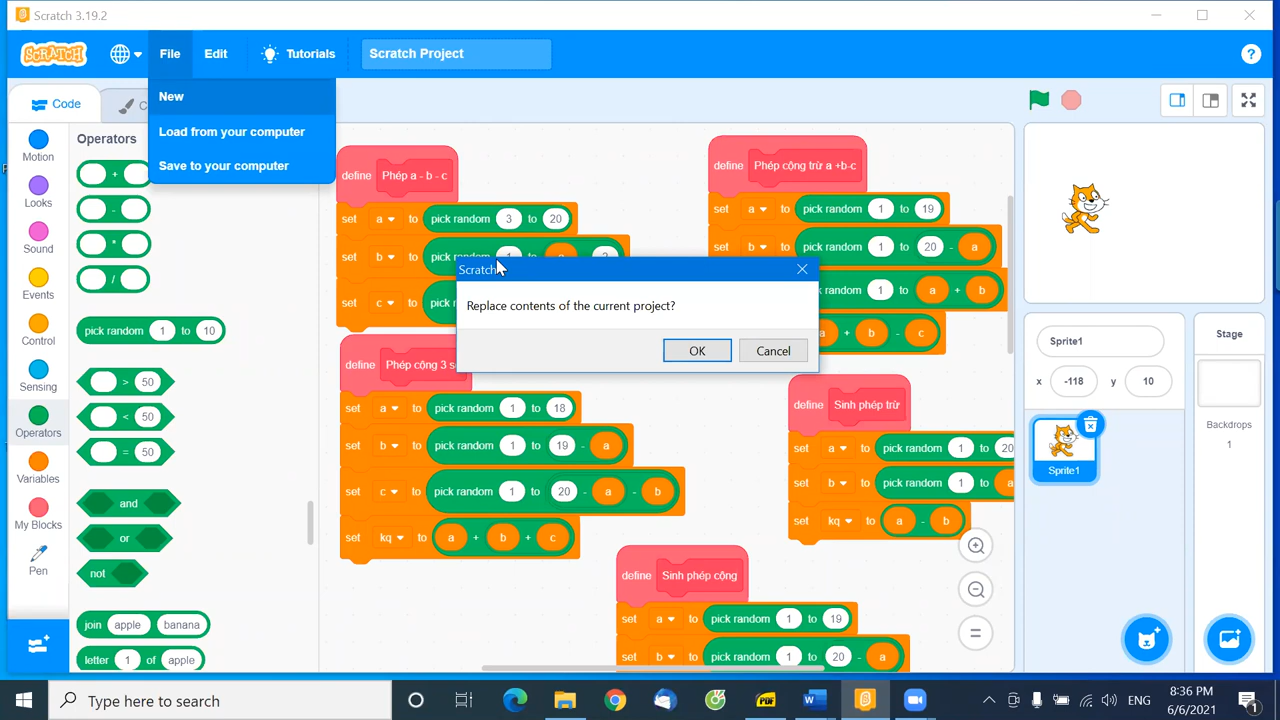 Scratch 3.19.2
SCRATCH
File
Edit
Tutorials
Scratch Project
?
New
Load from your computer
Save to your computer
Code
C
Motion
Looks
Sound
Events
Control
Sensing
Operators
Variables
My Blocks
Pen
Operators
+
-
*
/
pick random 1 to 10
> 50
< 50
= 50
and
or
not
join apple banana
letter 1 of apple
define Phép a - b - c
set a to pick random 3 to 20
set b to pick random 1 to
set c to
define Phép cộng 3 s
set a to pick random 1 to 18
set b to pick random 1 to 19 - a
set c to pick random 1 to 20 - a - b
set kq to a + b + c
define Phép cộng trừ a +b-c
set a to pick random 1 to 19
set b to pick random 1 to 20 - a
random 1 to a + b
a + b - c
define Sinh phép trừ
set a to pick random 1 to 20
set b to pick random 1 to a
set kq to a - b
define Sinh phép cộng
set a to pick random 1 to 19
set b to pick random 1 to 20 - a
Scratch
Replace contents of the current project?
OK
Cancel
Sprite1
x -118 y 10
Sprite1
Stage
Backdrops
1
Type here to search
ENG
8:36 PM
6/6/2021
1